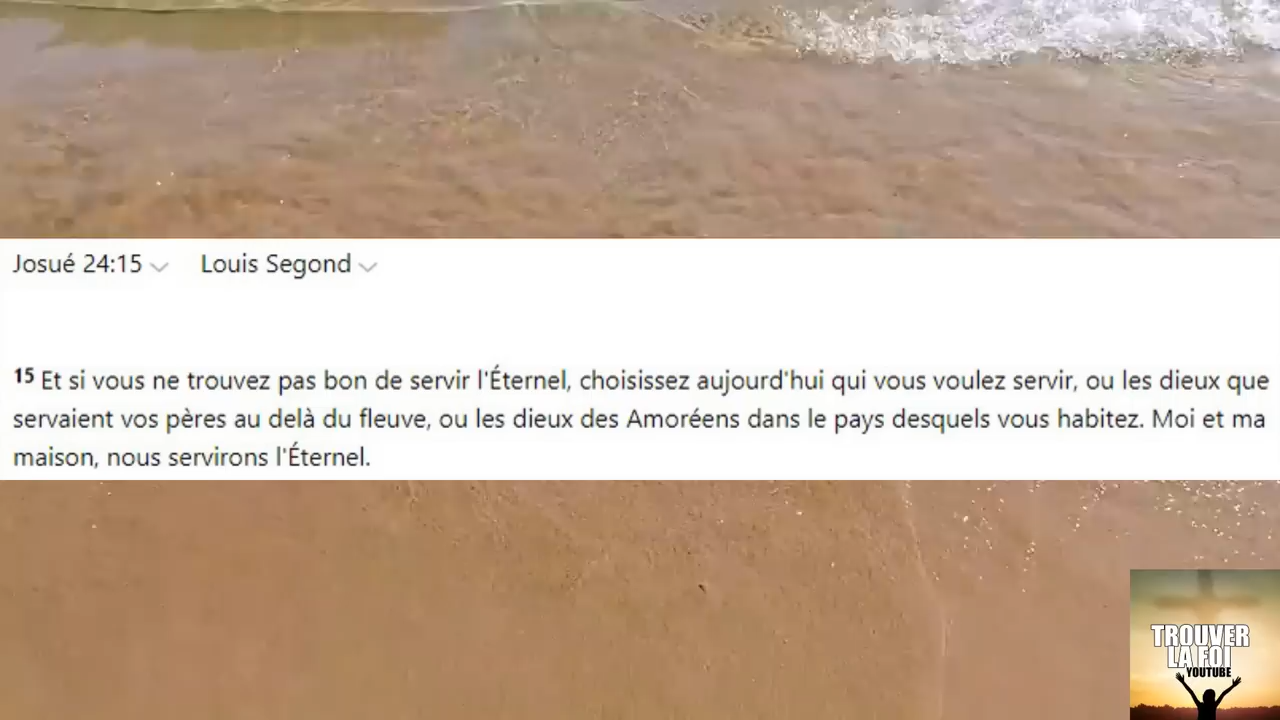 Josué 24:15 Louis Segond
15 Et si vous ne trouvez pas bon de servir l'Éternel, choisissez aujourd'hui qui vous voulez servir, ou les dieux que
servaient vos pères au delà du fleuve, ou les dieux des Amoréens dans le pays desquels vous habitez. Moi et ma
maison, nous servirons l'Éternel.
TROUVER
LA FOI
YOUTUBE